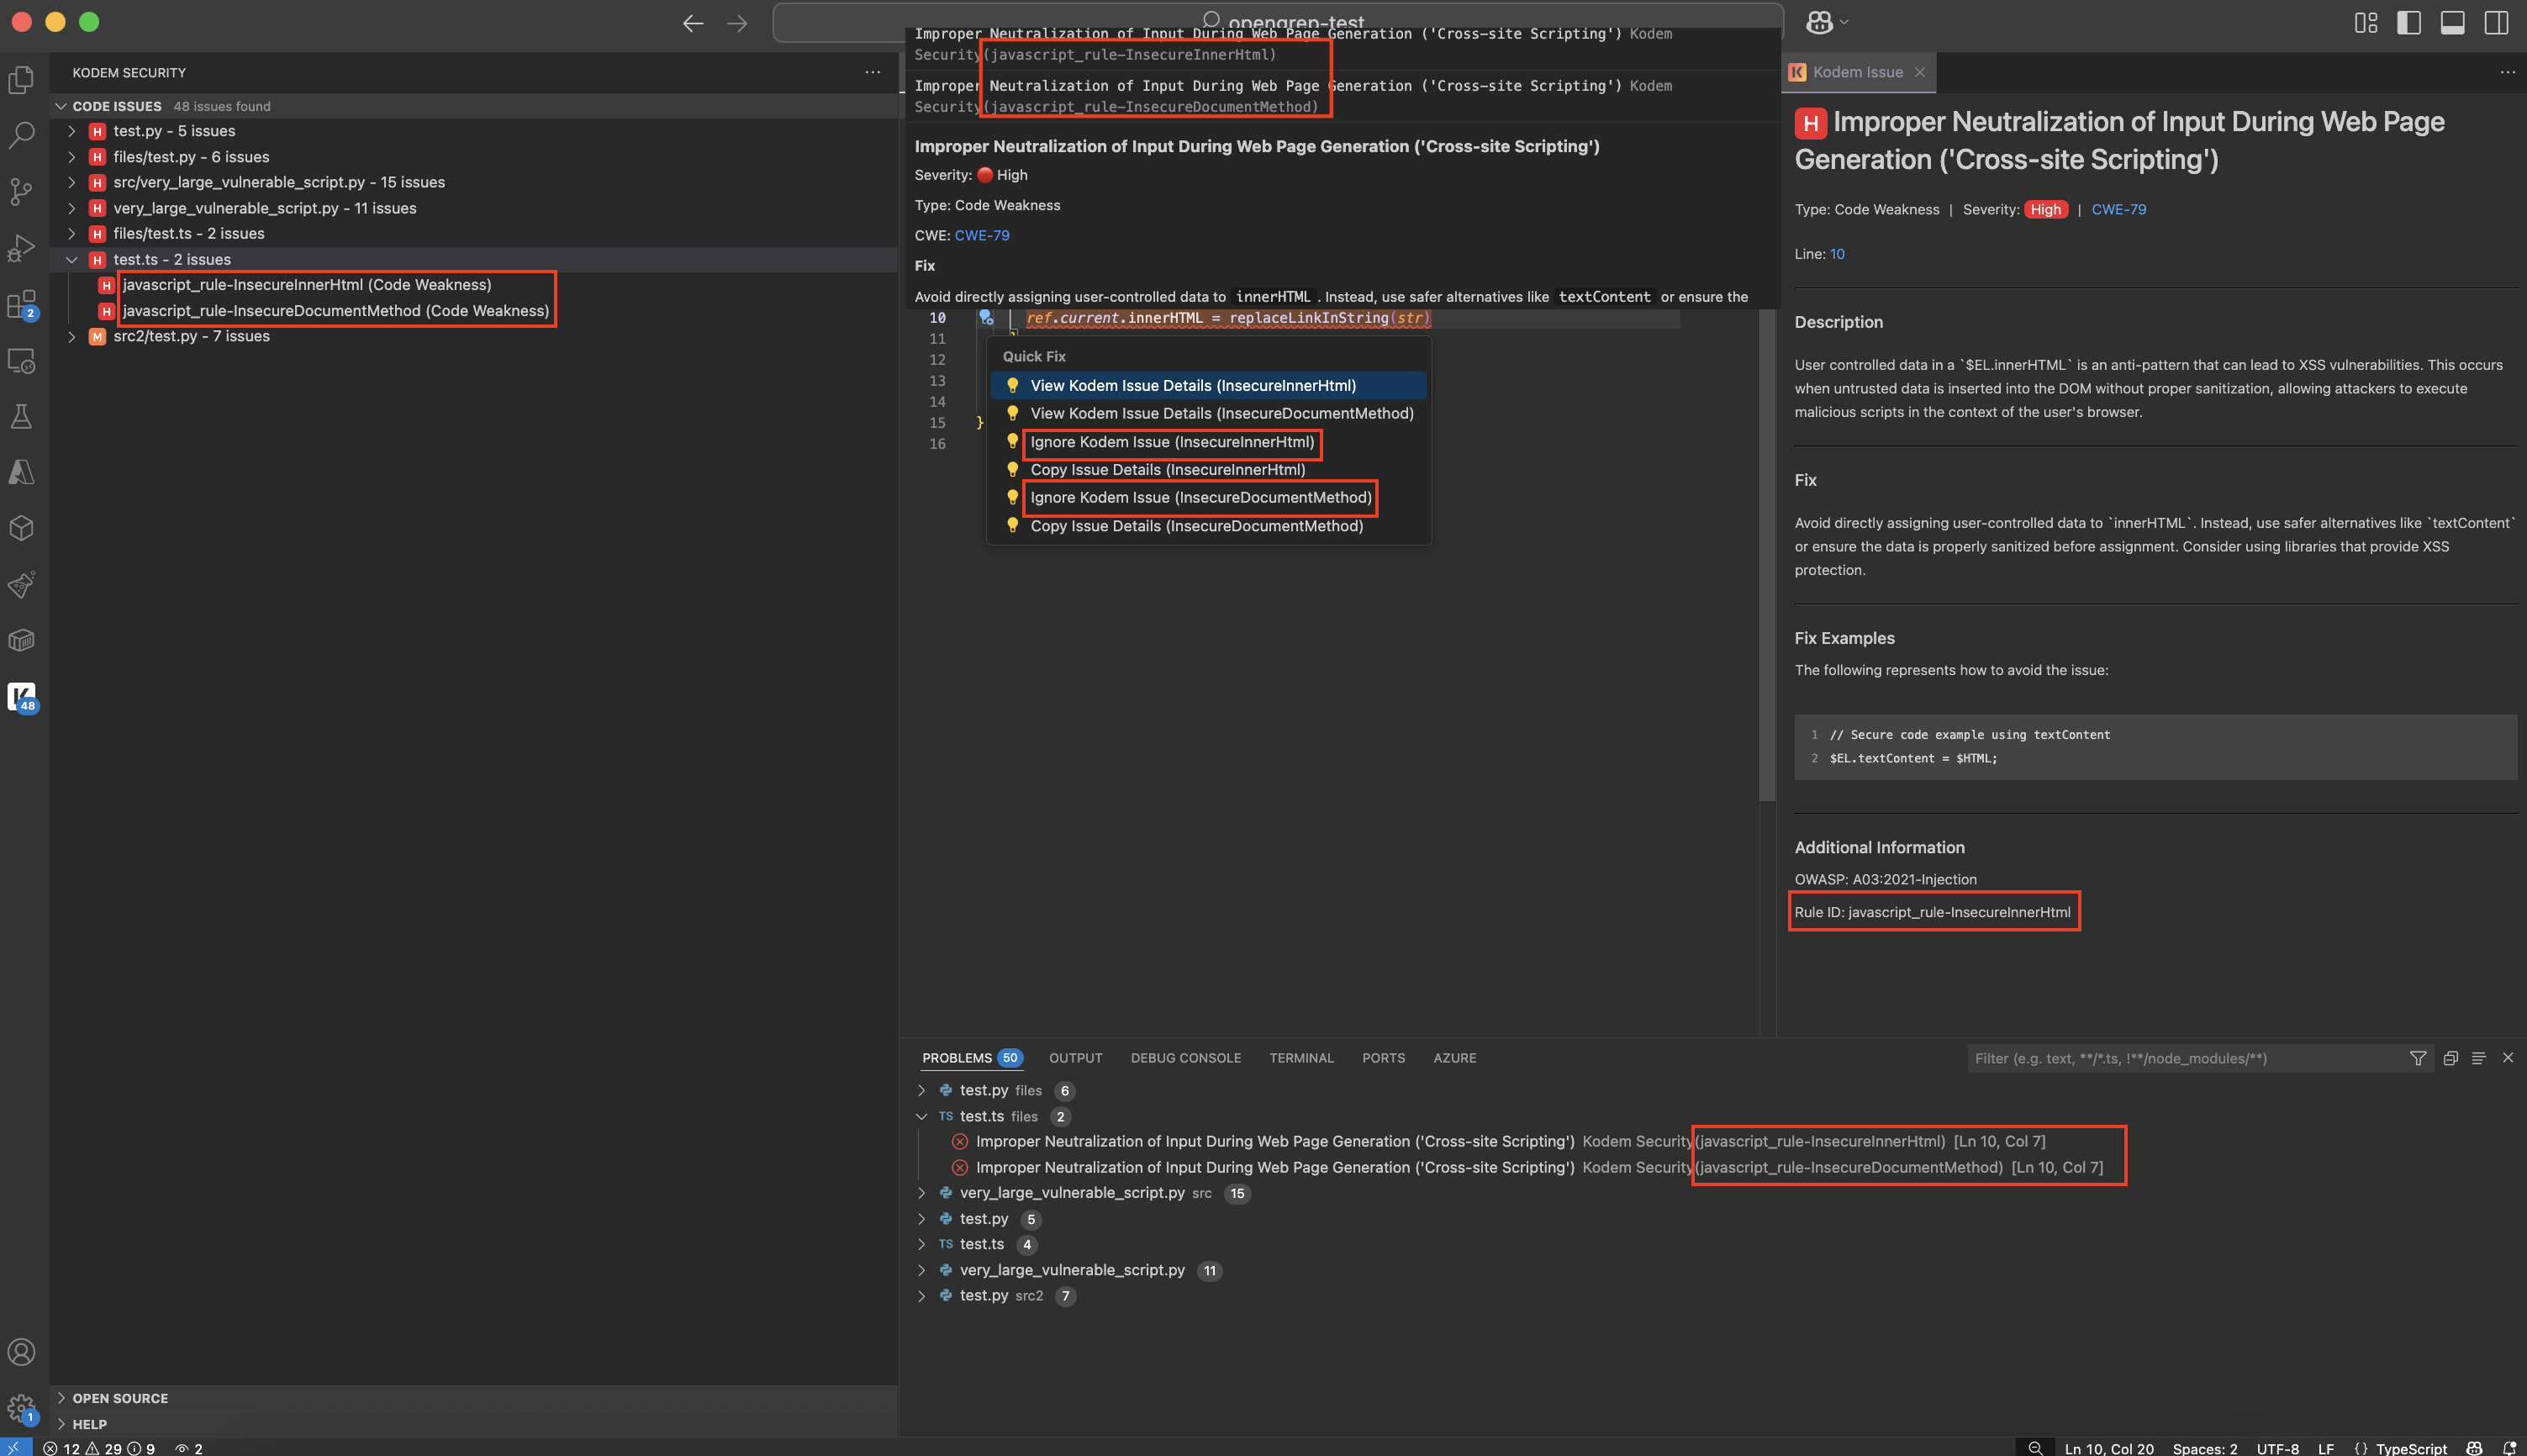 opengrep-test
KODEM SECURITY
CODE ISSUES 48 issues found
H test.py - 5 issues
H files/test.py - 6 issues
H src/very_large_vulnerable_script.py - 15 issues
H very_large_vulnerable_script.py - 11 issues
H files/test.ts - 2 issues
H test.ts - 2 issues
H javascript_rule-InsecureInnerHtml (Code Weakness)
H javascript_rule-InsecureDocumentMethod (Code Weakness)
M src2/test.py - 7 issues
2
48
1
OPEN SOURCE
HELP
Improper Neutralization of Input During Web Page Generation ('Cross-site Scripting') Kodem
Security(javascript_rule-InsecureInnerHtml)
Improper Neutralization of Input During Web Page Generation ('Cross-site Scripting') Kodem
Security(javascript_rule-InsecureDocumentMethod)
Improper Neutralization of Input During Web Page Generation ('Cross-site Scripting')
Severity: High
Type: Code Weakness
CWE: CWE-79
Fix
Avoid directly assigning user-controlled data to innerHTML . Instead, use safer alternatives like textContent or ensure the
10 ref.current.innerHTML = replaceLinkInString(str)
11
12
13
14
15 }
16
Quick Fix
View Kodem Issue Details (InsecureInnerHtml)
View Kodem Issue Details (InsecureDocumentMethod)
Ignore Kodem Issue (InsecureInnerHtml)
Copy Issue Details (InsecureInnerHtml)
Ignore Kodem Issue (InsecureDocumentMethod)
Copy Issue Details (InsecureDocumentMethod)
Kodem Issue
H Improper Neutralization of Input During Web Page
Generation ('Cross-site Scripting')
Type: Code Weakness | Severity: High | CWE-79
Line: 10
Description
User controlled data in a `$EL.innerHTML` is an anti-pattern that can lead to XSS vulnerabilities. This occurs
when untrusted data is inserted into the DOM without proper sanitization, allowing attackers to execute
malicious scripts in the context of the user's browser.
Fix
Avoid directly assigning user-controlled data to `innerHTML`. Instead, use safer alternatives like `textContent`
or ensure the data is properly sanitized before assignment. Consider using libraries that provide XSS
protection.
Fix Examples
The following represents how to avoid the issue:
1 // Secure code example using textContent
2 $EL.textContent = $HTML;
Additional Information
OWASP: A03:2021-Injection
Rule ID: javascript_rule-InsecureInnerHtml
PROBLEMS 50 OUTPUT DEBUG CONSOLE TERMINAL PORTS AZURE
Filter (e.g. text, **/*.ts, !**/node_modules/**)
test.py files 6
TS test.ts files 2
Improper Neutralization of Input During Web Page Generation ('Cross-site Scripting') Kodem Security(javascript_rule-InsecureInnerHtml) [Ln 10, Col 7]
Improper Neutralization of Input During Web Page Generation ('Cross-site Scripting') Kodem Security(javascript_rule-InsecureDocumentMethod) [Ln 10, Col 7]
very_large_vulnerable_script.py src 15
test.py 5
TS test.ts 4
very_large_vulnerable_script.py 11
test.py src2 7
12 29 9 2
Ln 10, Col 20 Spaces: 2 UTF-8 LF {} TypeScript